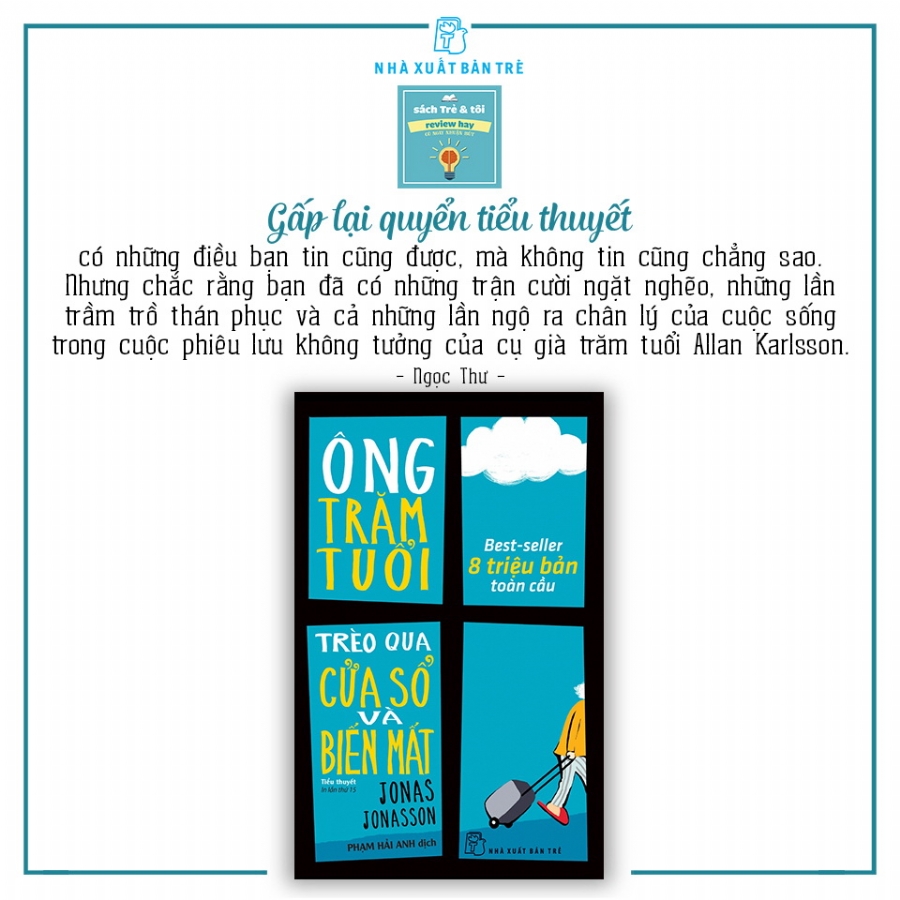 NHÀ XUẤT BẢN TRẺ
sách Trẻ & tôi
review hay
Gấp lại quyển tiểu thuyết
có những điều bạn tin cũng được, mà không tin cũng chẳng sao.
Nhưng chắc rằng bạn đã có những trận cười ngặt nghẽo, những lần
trầm trồ thán phục và cả những lần ngộ ra chân lý của cuộc sống
trong cuộc phiêu lưu không tưởng của cụ già trăm tuổi Allan Karlsson.
- Ngọc Thư -
ÔNG
TRĂM
TUỔI
Best-seller
8 triệu bản
toàn cầu
TRÈO QUA
CỬA SỔ
VÀ
BIẾN MẤT
Tiểu thuyết
In lần thứ 15
JONAS
JONASSON
PHẠM HẢI ANH dịch
NHÀ XUẤT BẢN TRẺ